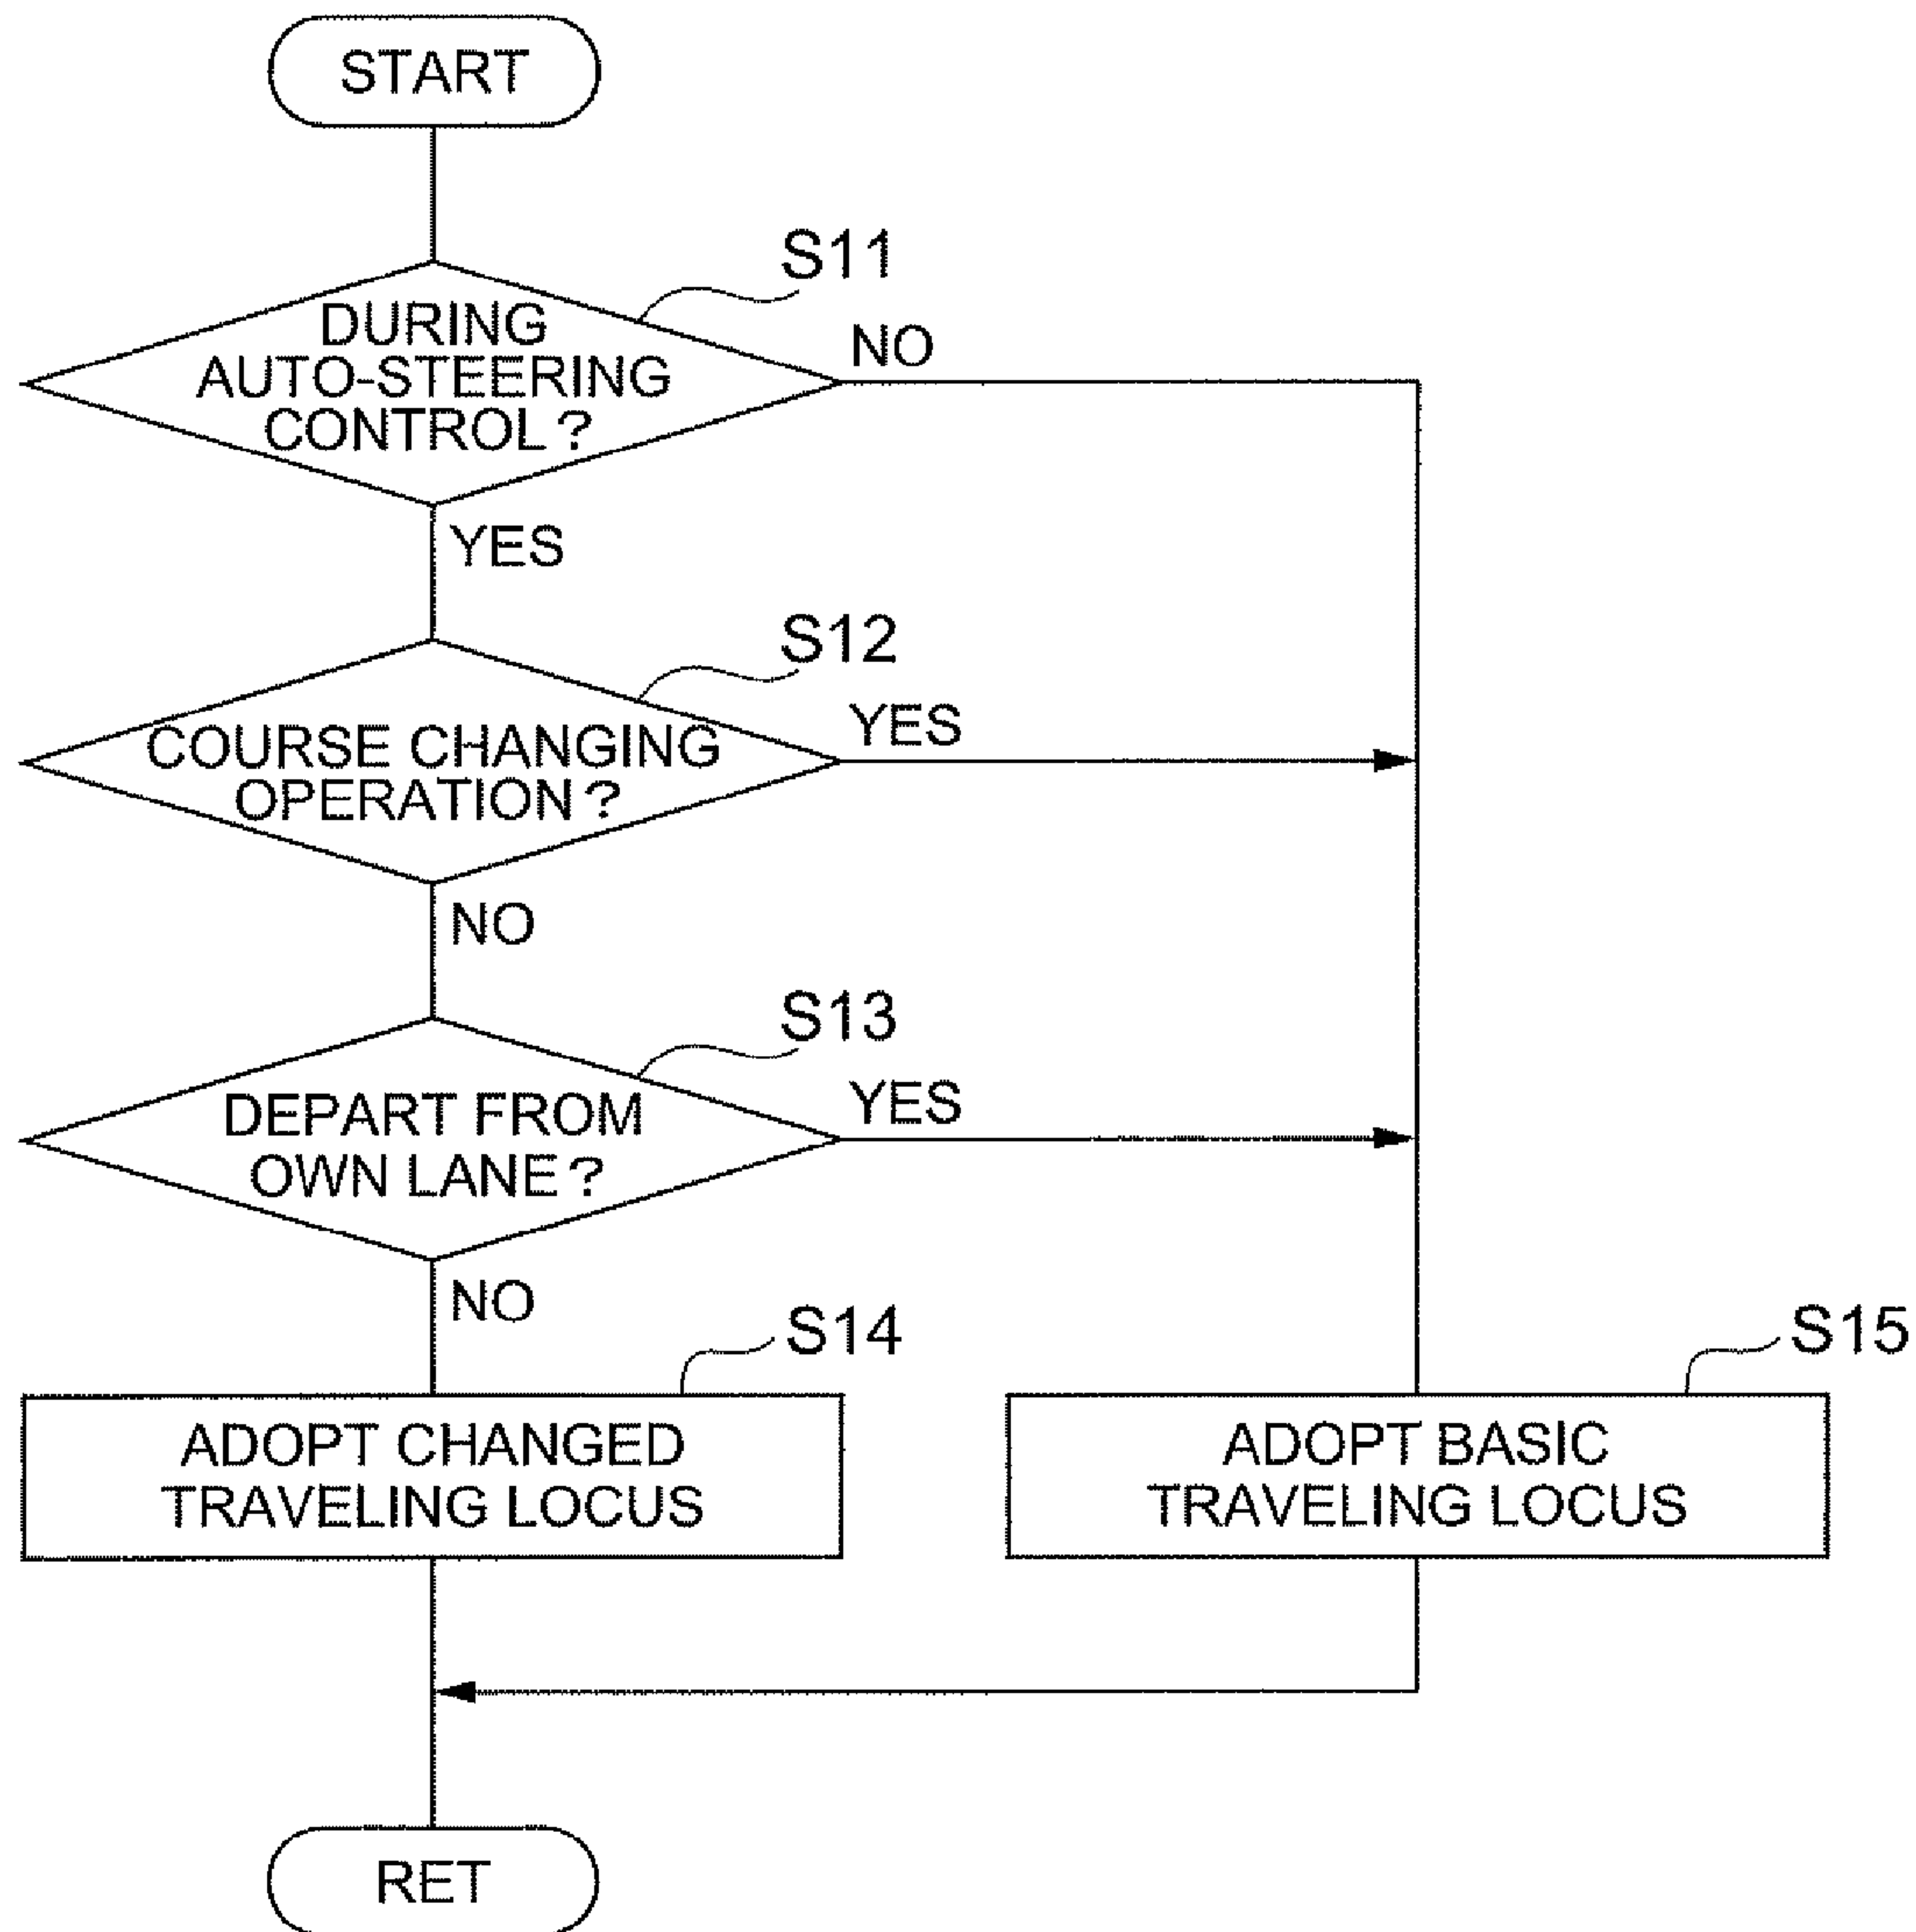 START
S11
DURING
AUTO-STEERING
CONTROL?
NO
YES
S12
COURSE CHANGING
OPERATION?
YES
NO
S13
DEPART FROM
OWN LANE?
YES
NO
S14
ADOPT CHANGED
TRAVELING LOCUS
S15
ADOPT BASIC
TRAVELING LOCUS
RET